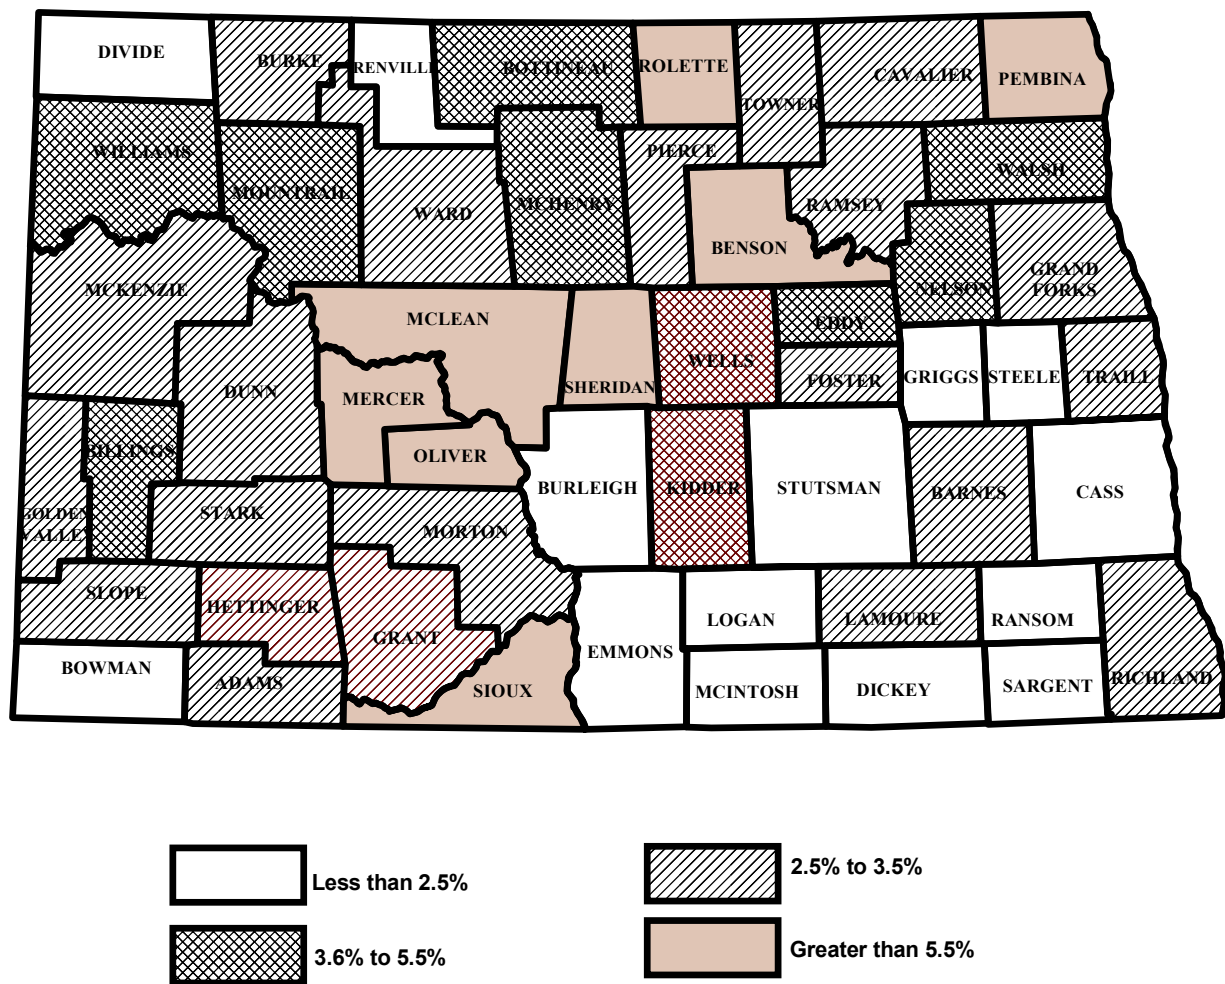 DIVIDE
BURKE
RENVILLE
BOTTINEAU
ROLETTE
TOWNER
CAVALIER
PEMBINA
WILLIAMS
MOUNTRAIL
WARD
MCHENRY
PIERCE
BENSON
RAMSEY
WALSH
NELSON
GRAND
FORKS
MCKENZIE
DUNN
MCLEAN
MERCER
OLIVER
SHERIDAN
WELLS
EDDY
FOSTER
GRIGGS
STEELE
TRAILL
GOLDEN
VALLEY
BILLINGS
STARK
MORTON
BURLEIGH
KIDDER
STUTSMAN
BARNES
CASS
SLOPE
HETTINGER
GRANT
BOWMAN
ADAMS
SIOUX
EMMONS
LOGAN
LAMOURE
RANSOM
RICHLAND
MCINTOSH
DICKEY
SARGENT
Less than 2.5%
2.5% to 3.5%
3.6% to 5.5%
Greater than 5.5%